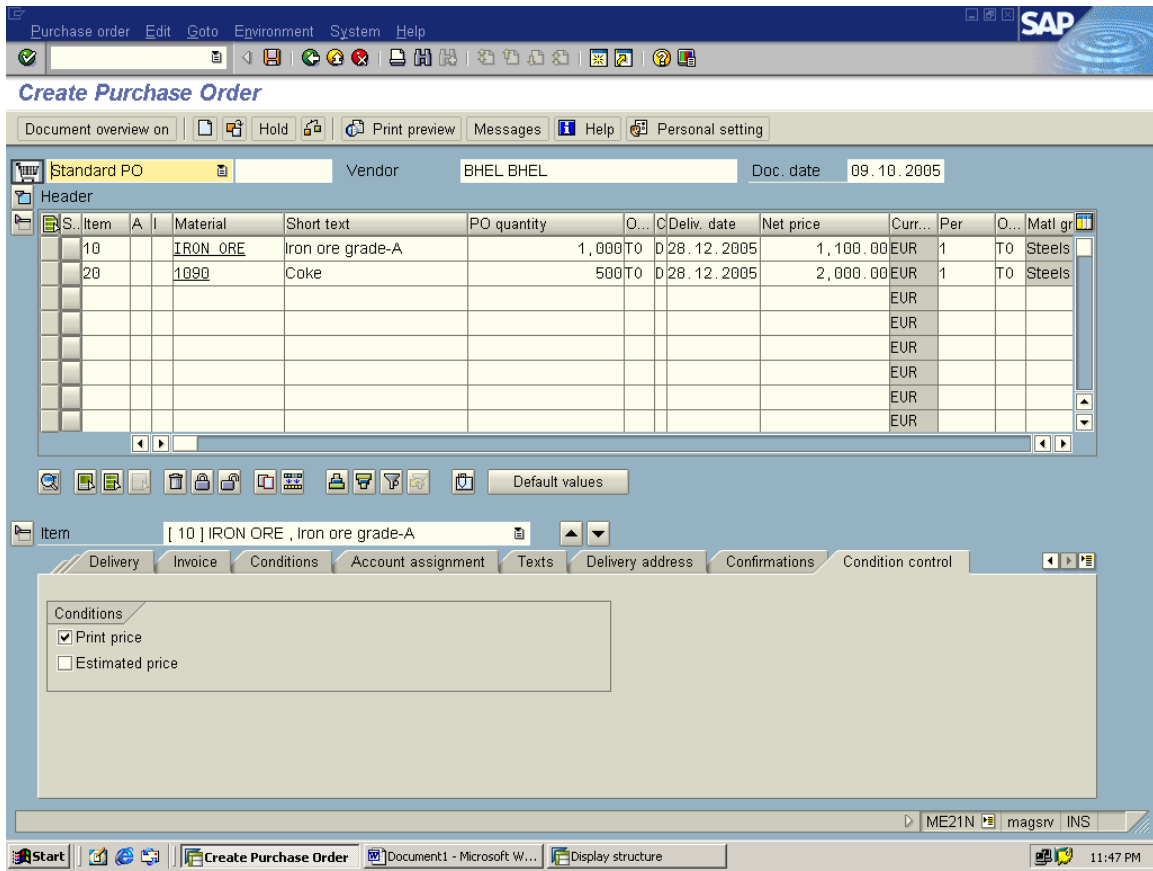 Purchase order Edit Goto Environment System Help
SAP
Create Purchase Order
Document overview on Hold Print preview Messages Help Personal setting
Standard PO Vendor BHEL BHEL Doc. date 09.10.2005
Header
S.. Item A I Material Short text PO quantity O... C Deliv. date Net price Curr... Per O... Matl gr
10 IRON ORE Iron ore grade-A 1,000 TO D 28.12.2005 1,100.00 EUR 1 TO Steels
20 1090 Coke 500 TO D 28.12.2005 2,000.00 EUR 1 TO Steels
EUR
EUR
EUR
EUR
EUR
EUR
Default values
Item [ 10 ] IRON ORE , Iron ore grade-A
Delivery Invoice Conditions Account assignment Texts Delivery address Confirmations Condition control
Conditions
Print price
Estimated price
ME21N magsrv INS
Start Create Purchase Order Document1 - Microsoft W... Display structure 11:47 PM